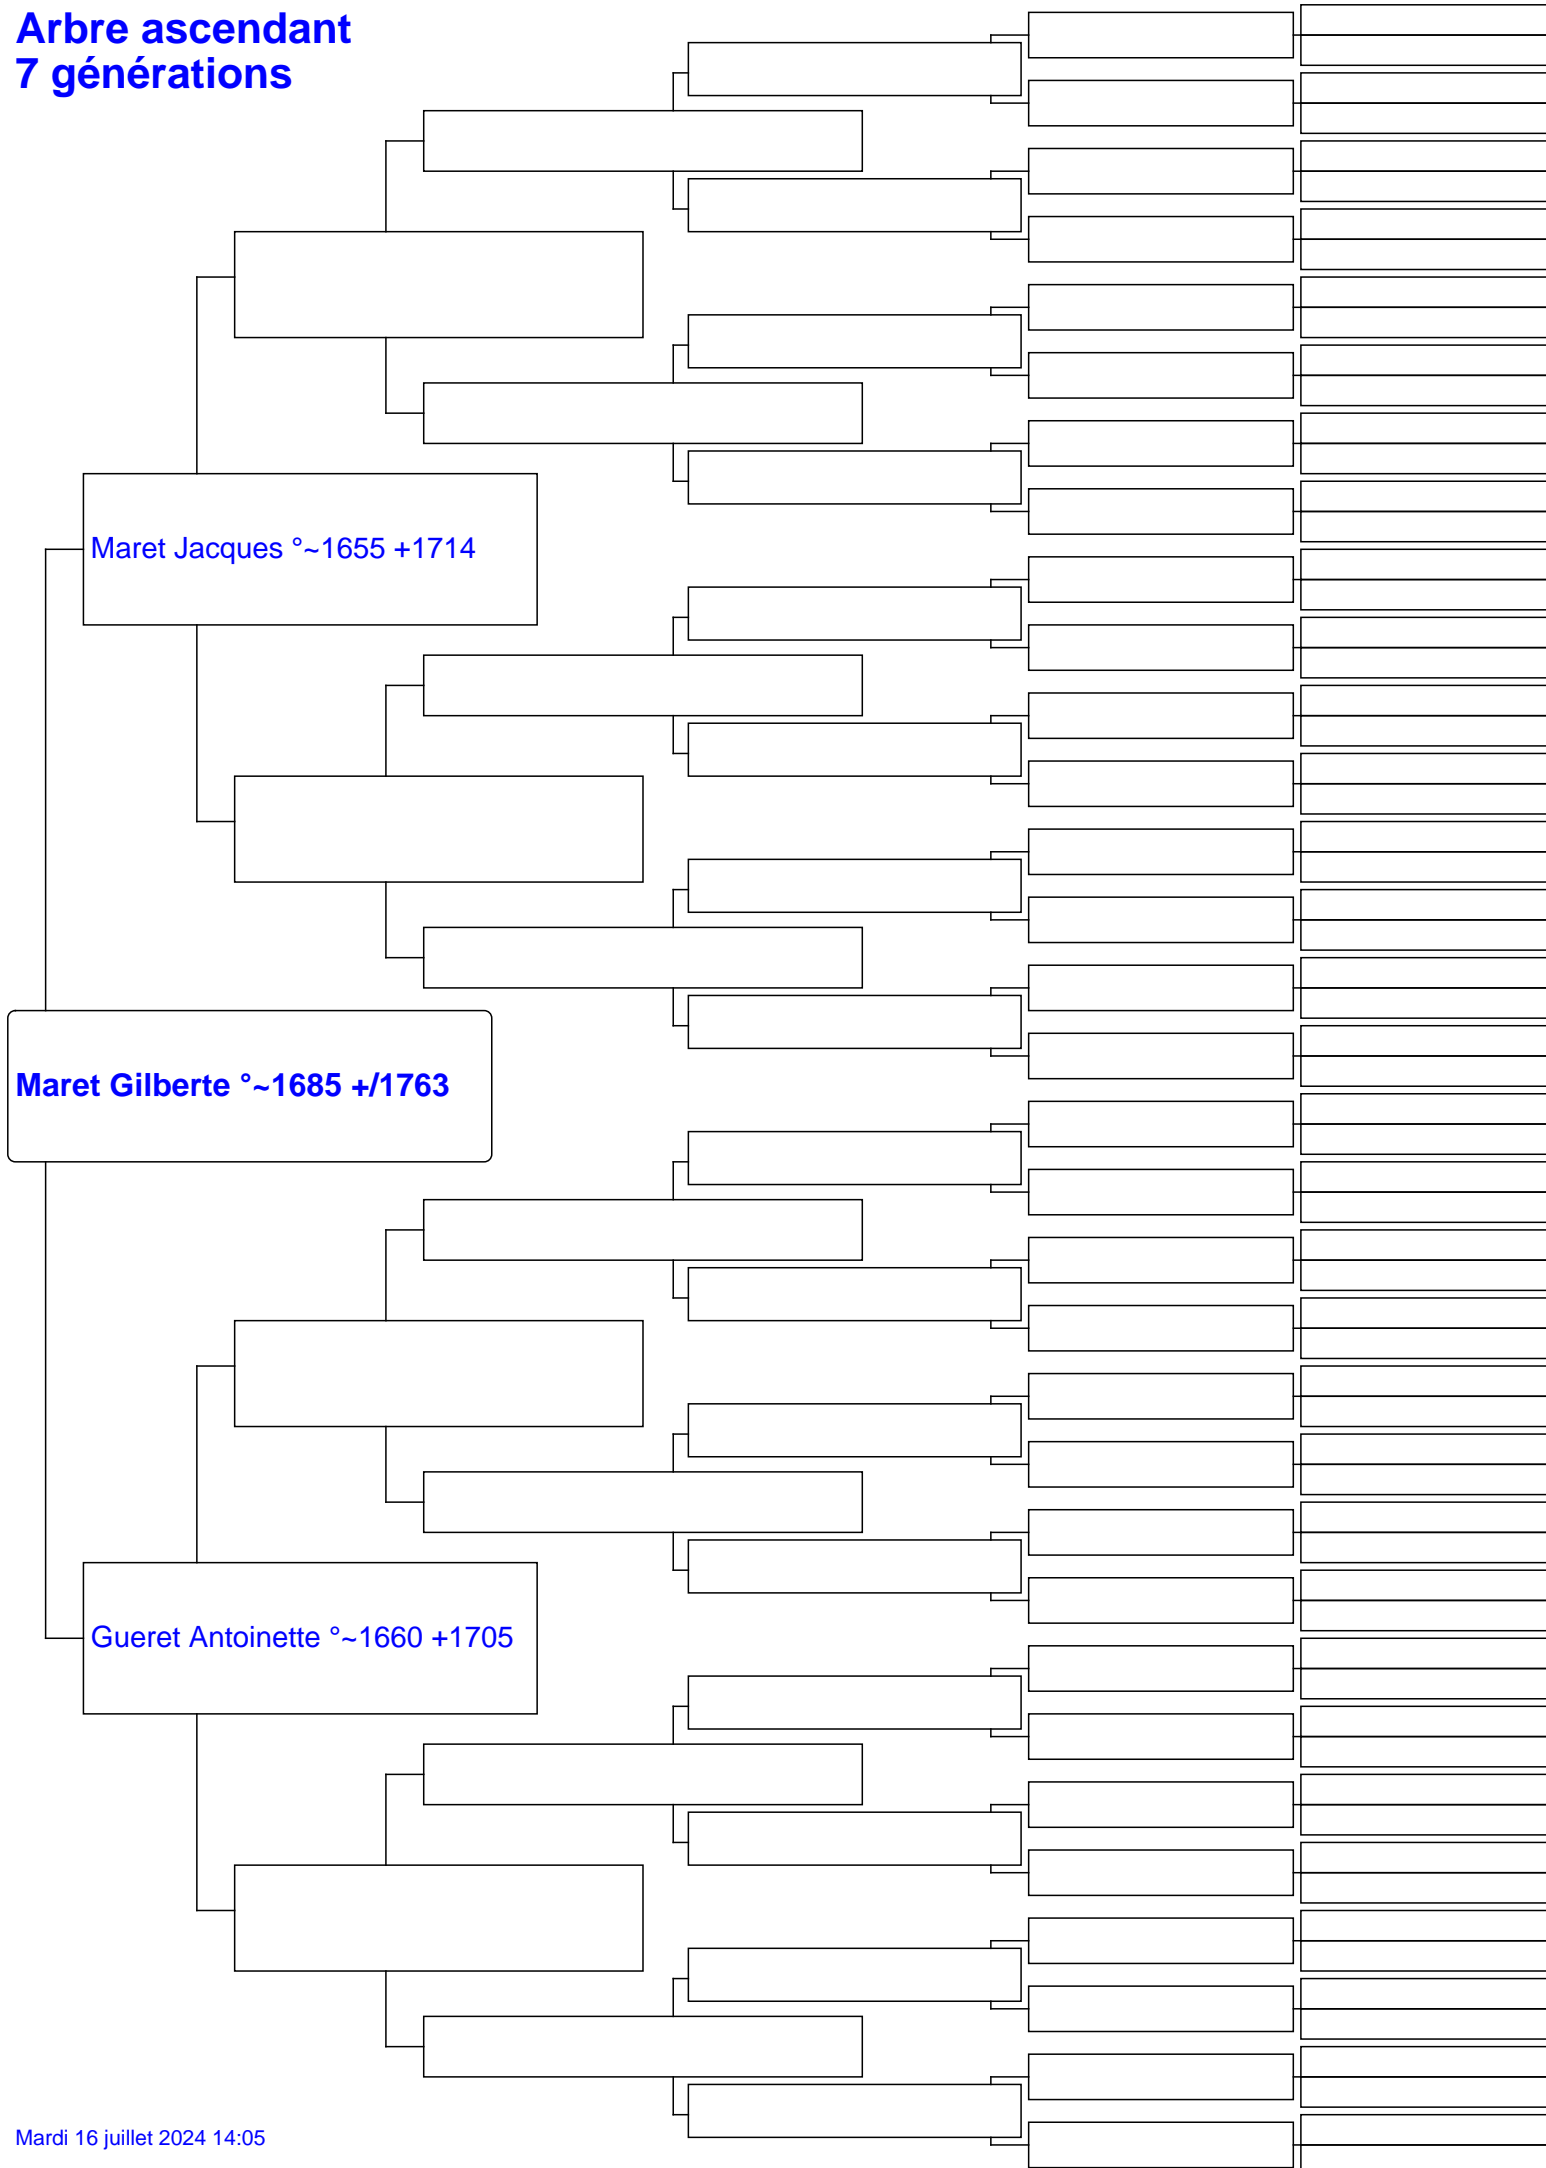 Arbre ascendant
7 générations
Maret Jacques °~1655 +1714
Maret Gilberte °~1685 +/1763
Gueret Antoinette °~1660 +1705
Mardi 16 juillet 2024 14:05